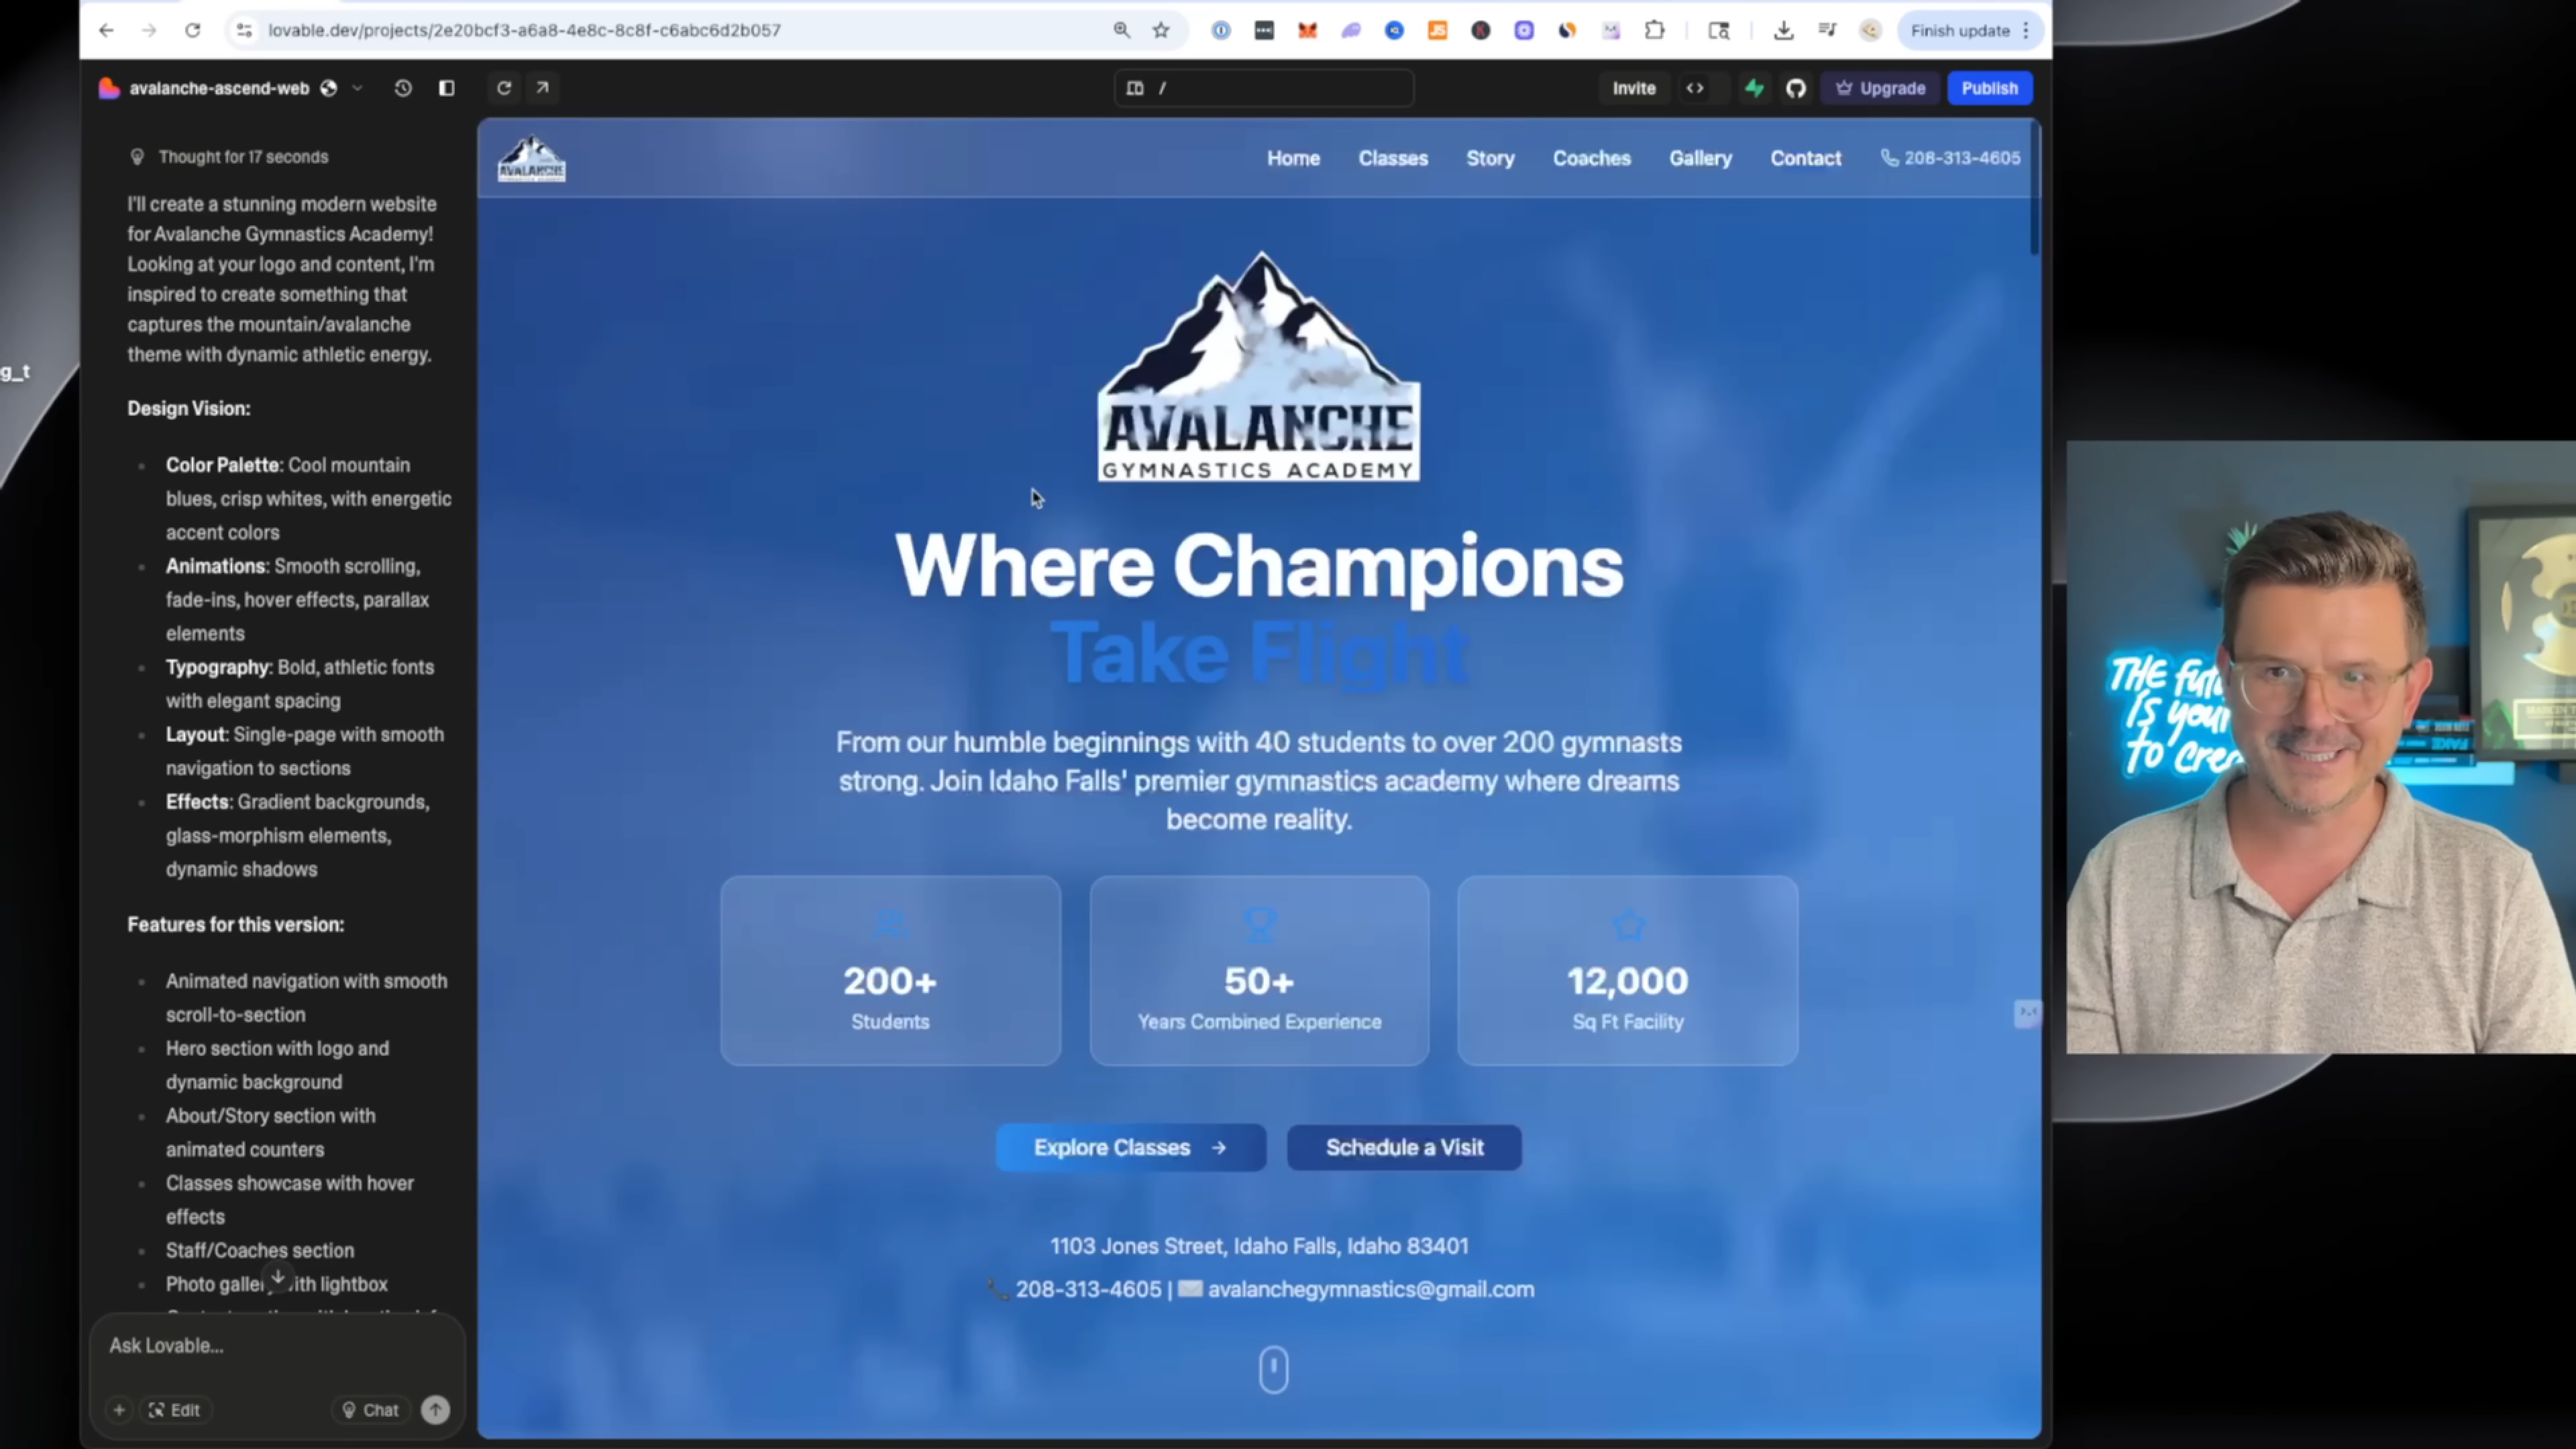 lovable.dev/projects/2e20bcf3-a6a8-4e8c-8c8f-c6abc6d2b057
Finish update
avalanche-ascend-web
/
Invite
Upgrade
Publish
g_t
Thought for 17 seconds
I'll create a stunning modern website
for Avalanche Gymnastics Academy!
Looking at your logo and content, I'm
inspired to create something that
captures the mountain/avalanche
theme with dynamic athletic energy.
Design Vision:
Color Palette: Cool mountain
blues, crisp whites, with energetic
accent colors
Animations: Smooth scrolling,
fade-ins, hover effects, parallax
elements
Typography: Bold, athletic fonts
with elegant spacing
Layout: Single-page with smooth
navigation to sections
Effects: Gradient backgrounds,
glass-morphism elements,
dynamic shadows
Features for this version:
Animated navigation with smooth
scroll-to-section
Hero section with logo and
dynamic background
About/Story section with
animated counters
Classes showcase with hover
effects
Staff/Coaches section
Photo gallery with lightbox
Ask Lovable...
Edit
Chat
AVALANCHE
Home
Classes
Story
Coaches
Gallery
Contact
208-313-4605
AVALANCHE
GYMNASTICS ACADEMY
Where Champions
Take Flight
From our humble beginnings with 40 students to over 200 gymnasts
strong. Join Idaho Falls' premier gymnastics academy where dreams
become reality.
200+
Students
50+
Years Combined Experience
12,000
Sq Ft Facility
Explore Classes →
Schedule a Visit
1103 Jones Street, Idaho Falls, Idaho 83401
208-313-4605 | avalanchegymnastics@gmail.com
THE Fut
Is your
to Cre